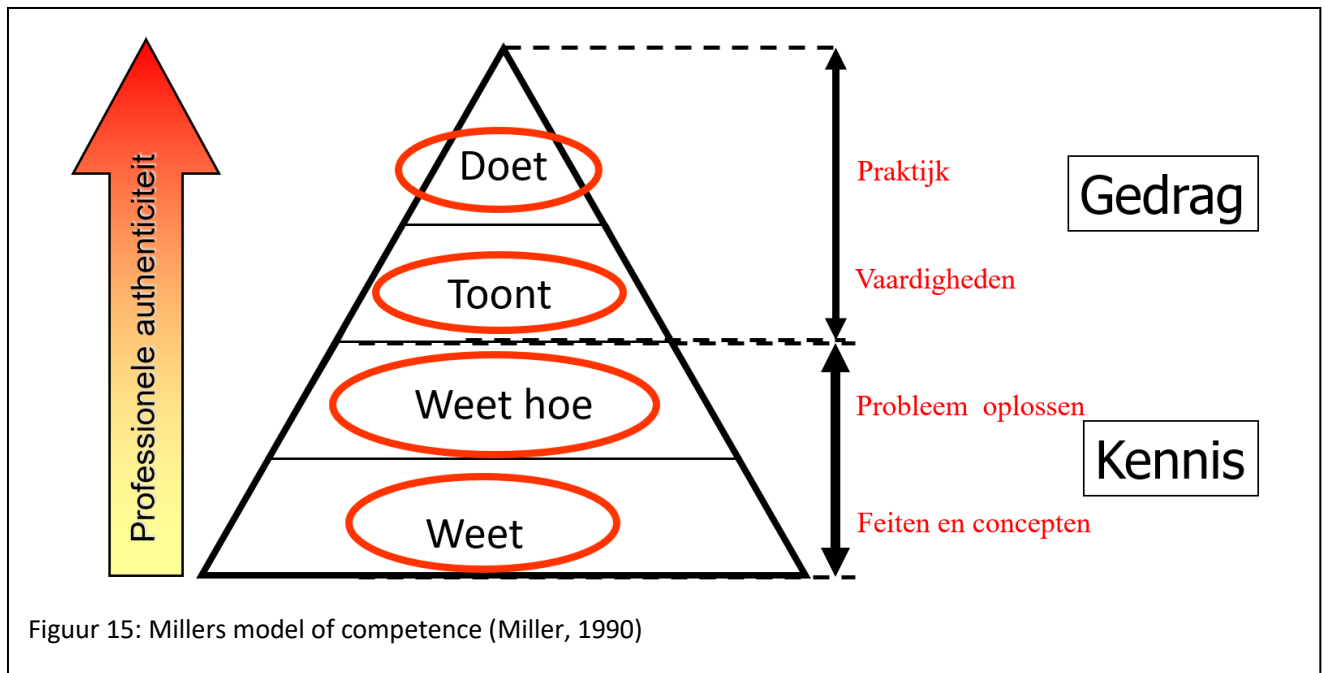 Professionele authenticiteit
Doet
Praktijk
Gedrag
Toont
Vaardigheden
Weet hoe
Probleem oplossen
Kennis
Weet
Feiten en concepten
Figuur 15: Millers model of competence (Miller, 1990)